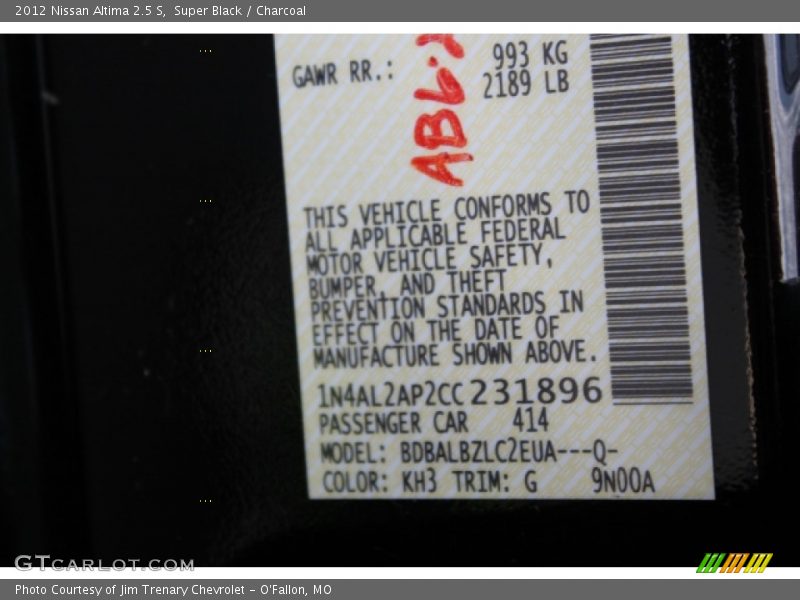 2012 Nissan Altima 2.5 S,  Super Black / Charcoal
GAWR RR.: 993 KG
2189 LB
THIS VEHICLE CONFORMS TO
ALL APPLICABLE FEDERAL
MOTOR VEHICLE SAFETY,
BUMPER, AND THEFT
PREVENTION STANDARDS IN
EFFECT ON THE DATE OF
MANUFACTURE SHOWN ABOVE.
1N4AL2AP2CC231896
PASSENGER CAR 414
MODEL: BDBALBZLC2EUA---Q-
COLOR: KH3 TRIM: G 9N00A
GTCARLOT.COM
Photo Courtesy of Jim Trenary Chevrolet - O'Fallon, MO